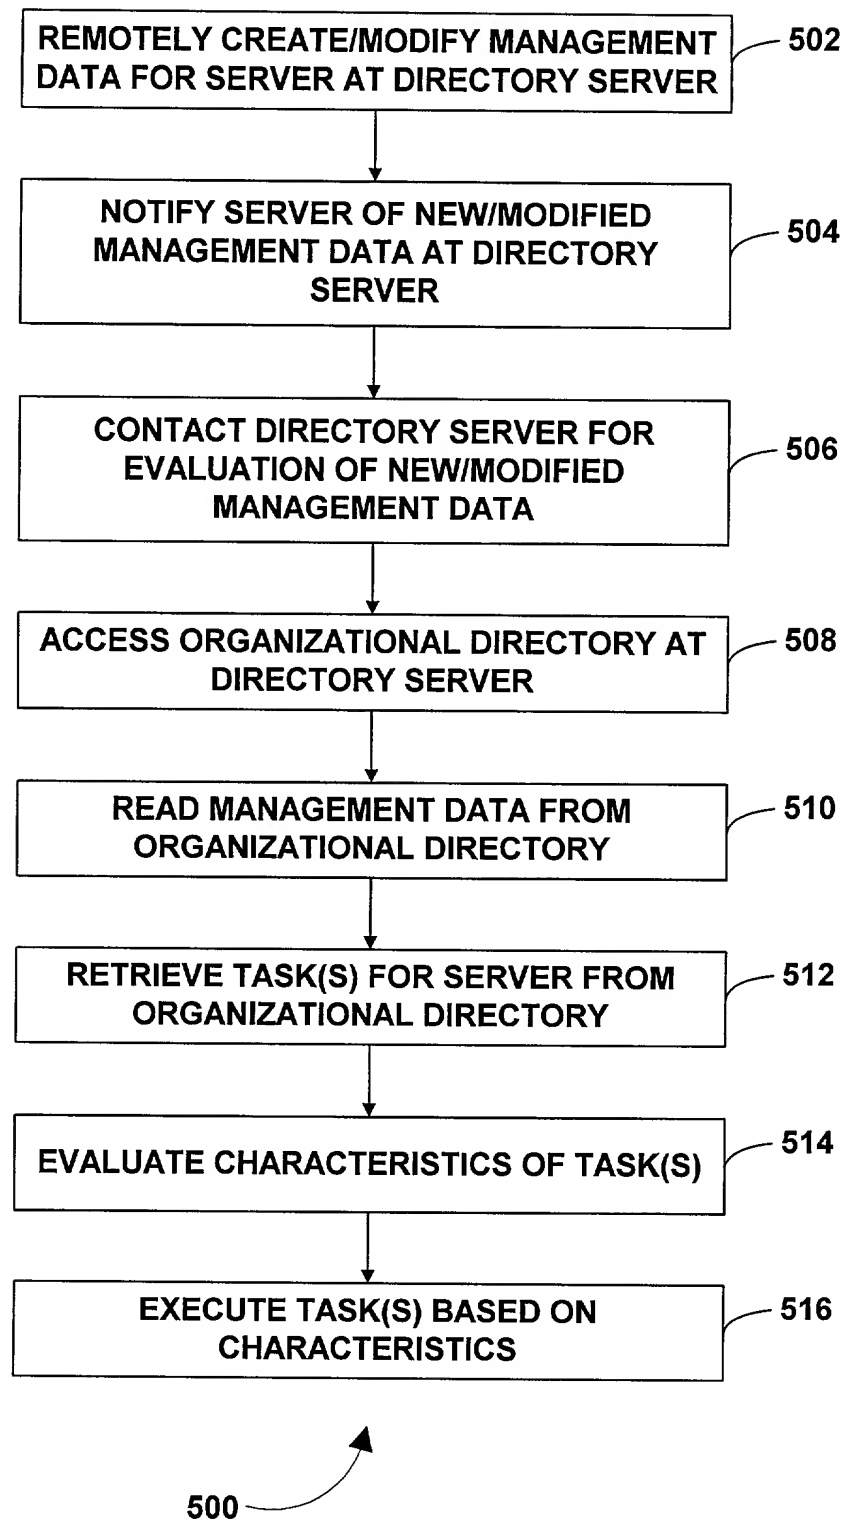 REMOTELY CREATE/MODIFY MANAGEMENT
DATA FOR SERVER AT DIRECTORY SERVER
502
NOTIFY SERVER OF NEW/MODIFIED
MANAGEMENT DATA AT DIRECTORY
SERVER
504
CONTACT DIRECTORY SERVER FOR
EVALUATION OF NEW/MODIFIED
MANAGEMENT DATA
506
ACCESS ORGANIZATIONAL DIRECTORY AT
DIRECTORY SERVER
508
READ MANAGEMENT DATA FROM
ORGANIZATIONAL DIRECTORY
510
RETRIEVE TASK(S) FOR SERVER FROM
ORGANIZATIONAL DIRECTORY
512
EVALUATE CHARACTERISTICS OF TASK(S)
514
EXECUTE TASK(S) BASED ON
CHARACTERISTICS
516
500